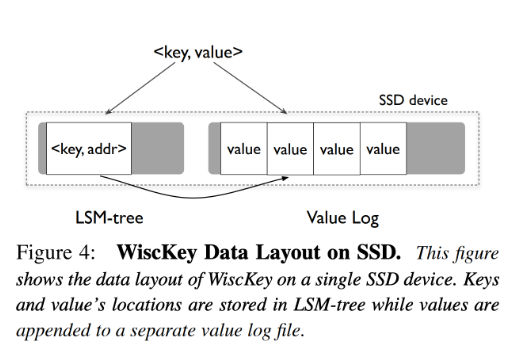 <key, value>
SSD device
<key, addr>
value
value
value
value
LSM-tree
Value Log
Figure 4: WiscKey Data Layout on SSD. This figure
shows the data layout of WiscKey on a single SSD device. Keys
and value's locations are stored in LSM-tree while values are
appended to a separate value log file.